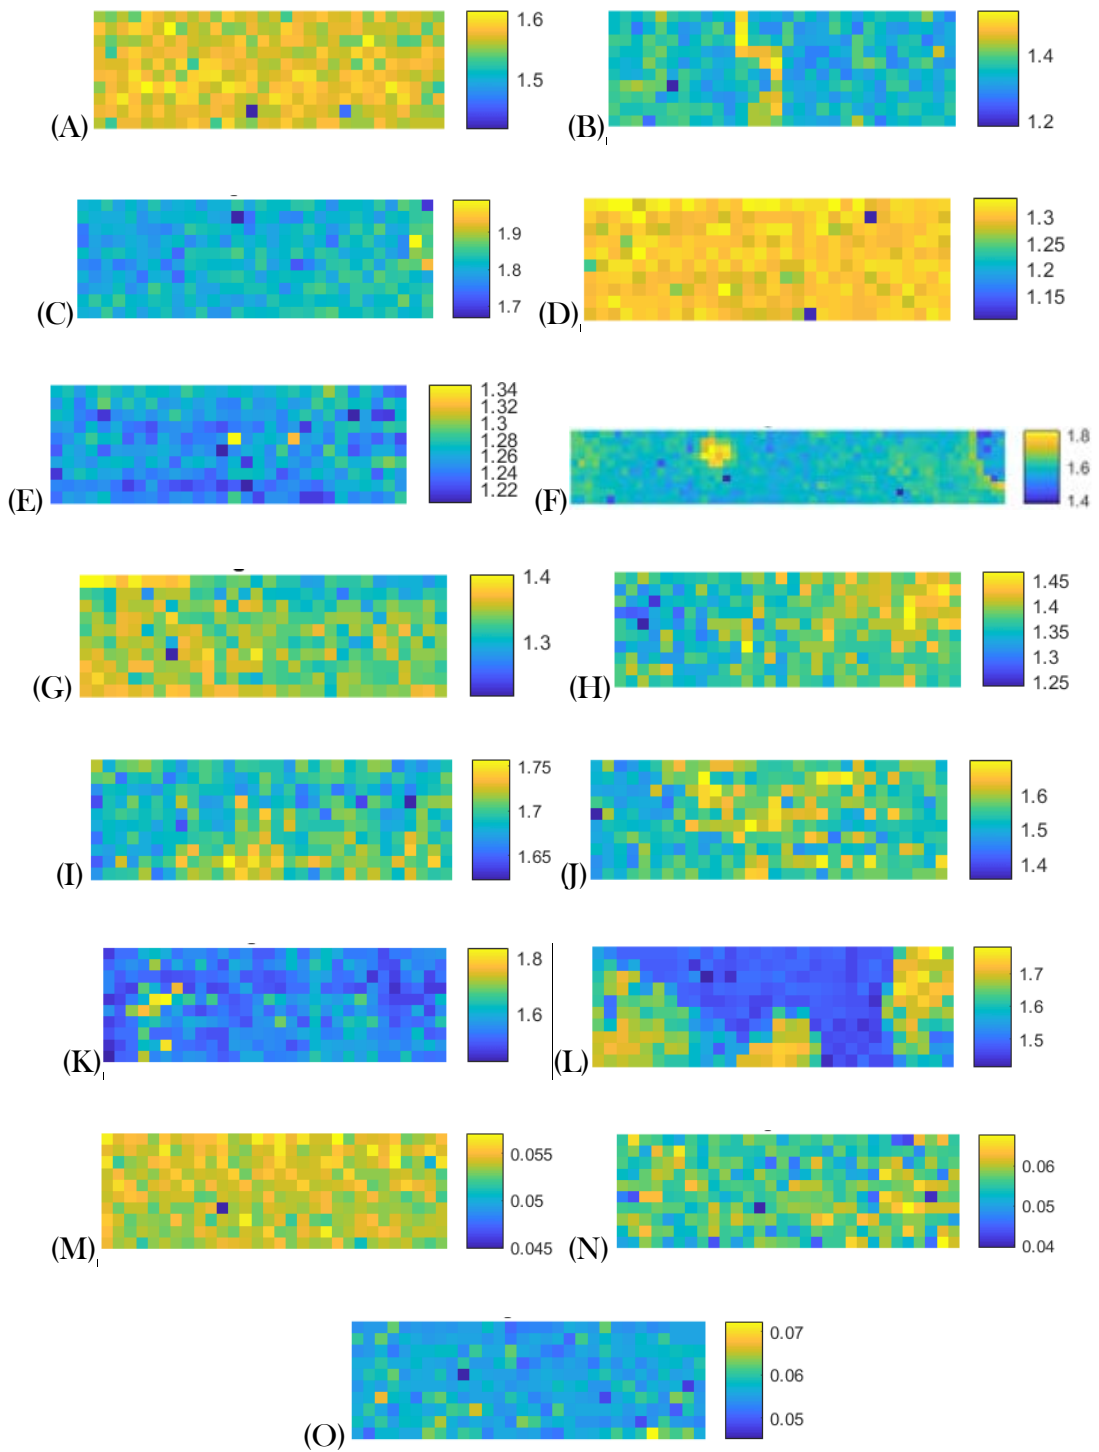 (A) 1.6 1.5
(B) 1.4 1.2
(C) 1.9 1.8 1.7
(D) 1.3 1.25 1.2 1.15
(E) 1.34 1.32 1.3 1.28 1.26 1.24 1.22
(F) 1.8 1.6 1.4
(G) 1.4 1.3
(H) 1.45 1.4 1.35 1.3 1.25
(I) 1.75 1.7 1.65
(J) 1.6 1.5 1.4
(K) 1.8 1.6
(L) 1.7 1.6 1.5
(M) 0.055 0.05 0.045
(N) 0.06 0.05 0.04
(O) 0.07 0.06 0.05